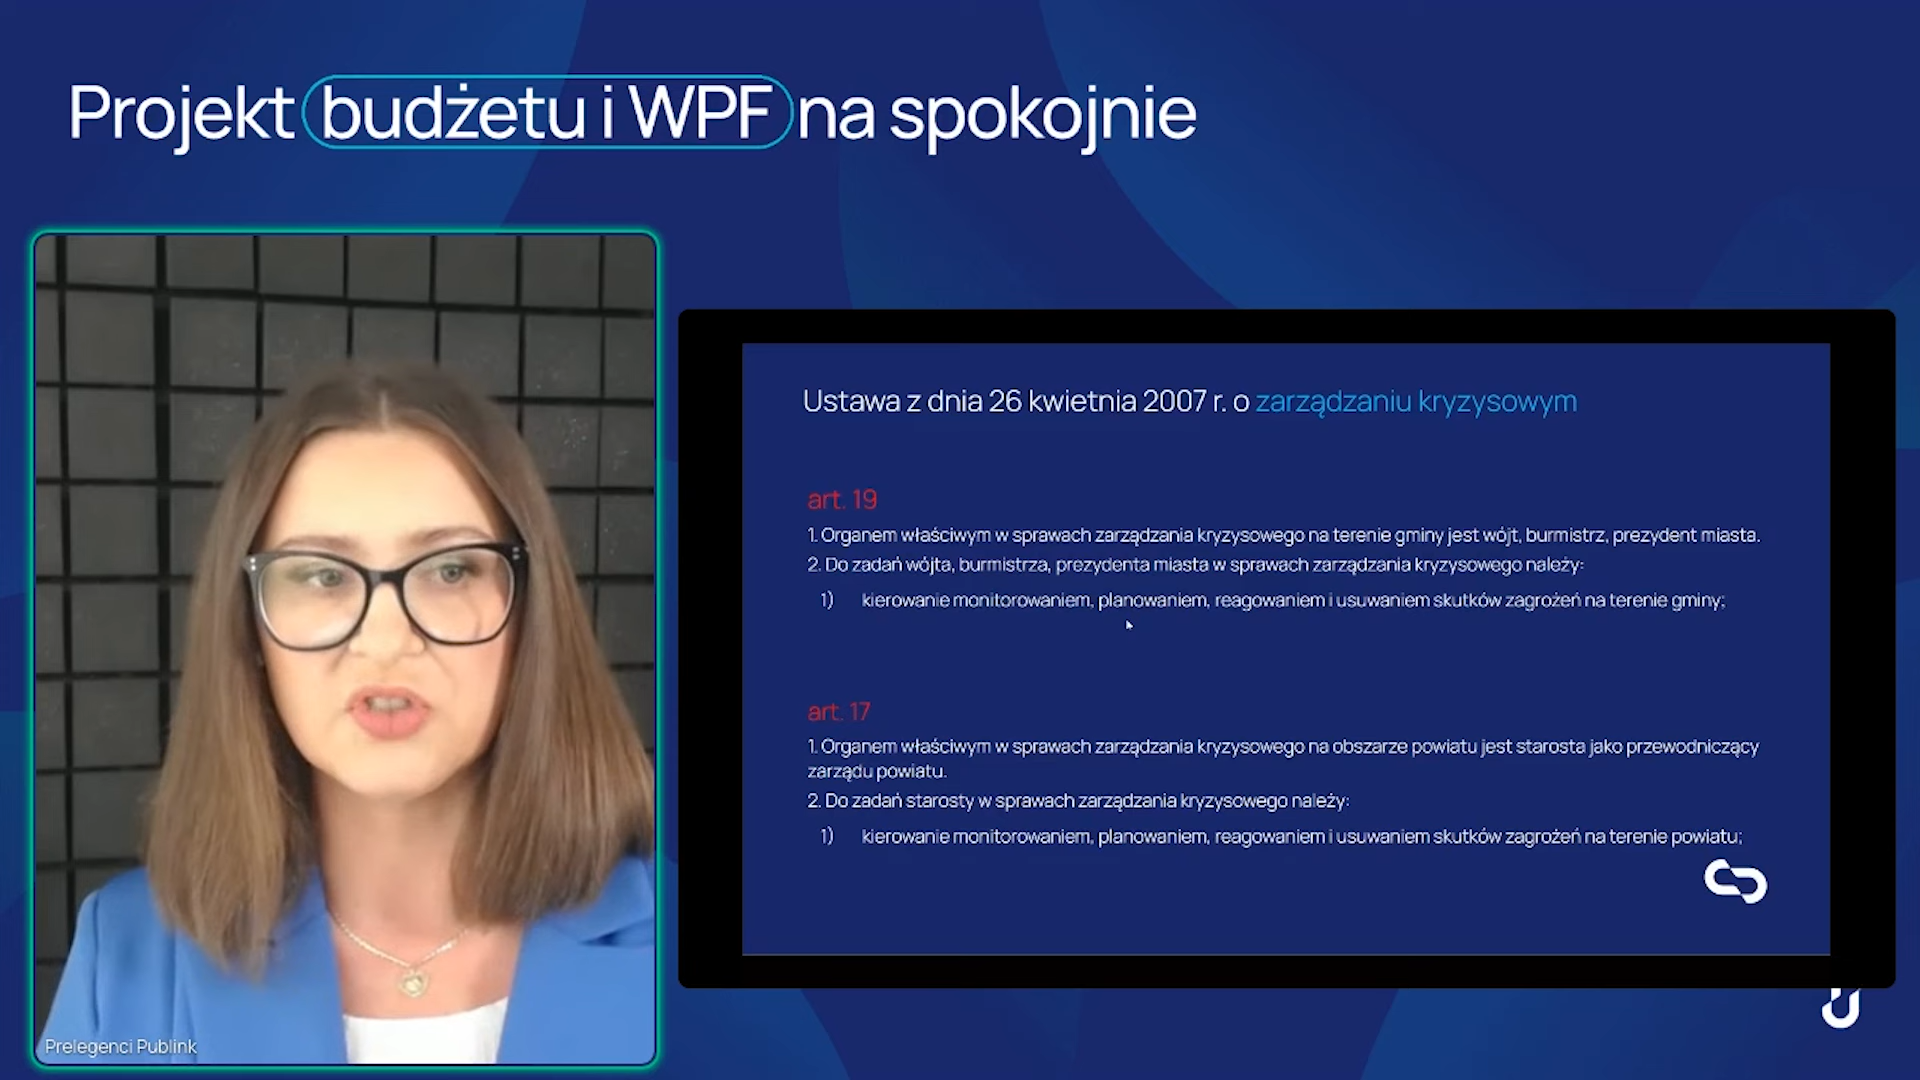 Projekt budżetu i WPF na spokojnie
Prelegenci Publink
Ustawa z dnia 26 kwietnia 2007 r. o zarządzaniu kryzysowym
art. 19
1. Organem właściwym w sprawach zarządzania kryzysowego na terenie gminy jest wójt, burmistrz, prezydent miasta.
2. Do zadań wójta, burmistrza, prezydenta miasta w sprawach zarządzania kryzysowego należy:
1) kierowanie monitorowaniem, planowaniem, reagowaniem i usuwaniem skutków zagrożeń na terenie gminy;
art. 17
1. Organem właściwym w sprawach zarządzania kryzysowego na obszarze powiatu jest starosta jako przewodniczący
zarządu powiatu.
2. Do zadań starosty w sprawach zarządzania kryzysowego należy:
1) kierowanie monitorowaniem, planowaniem, reagowaniem i usuwaniem skutków zagrożeń na terenie powiatu;